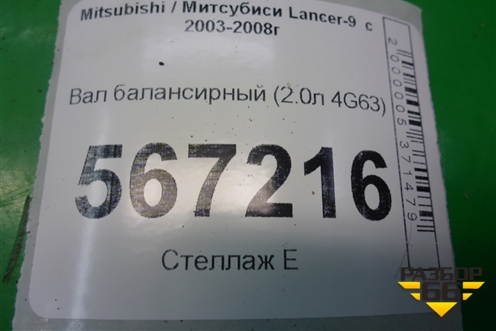 Mitsubishi / Митсубиси Lancer-9 с
2003-2008г
Вал балансирный (2.0л 4G63)
567216
Стеллаж Е
2000005371479
РАЗБОР
66